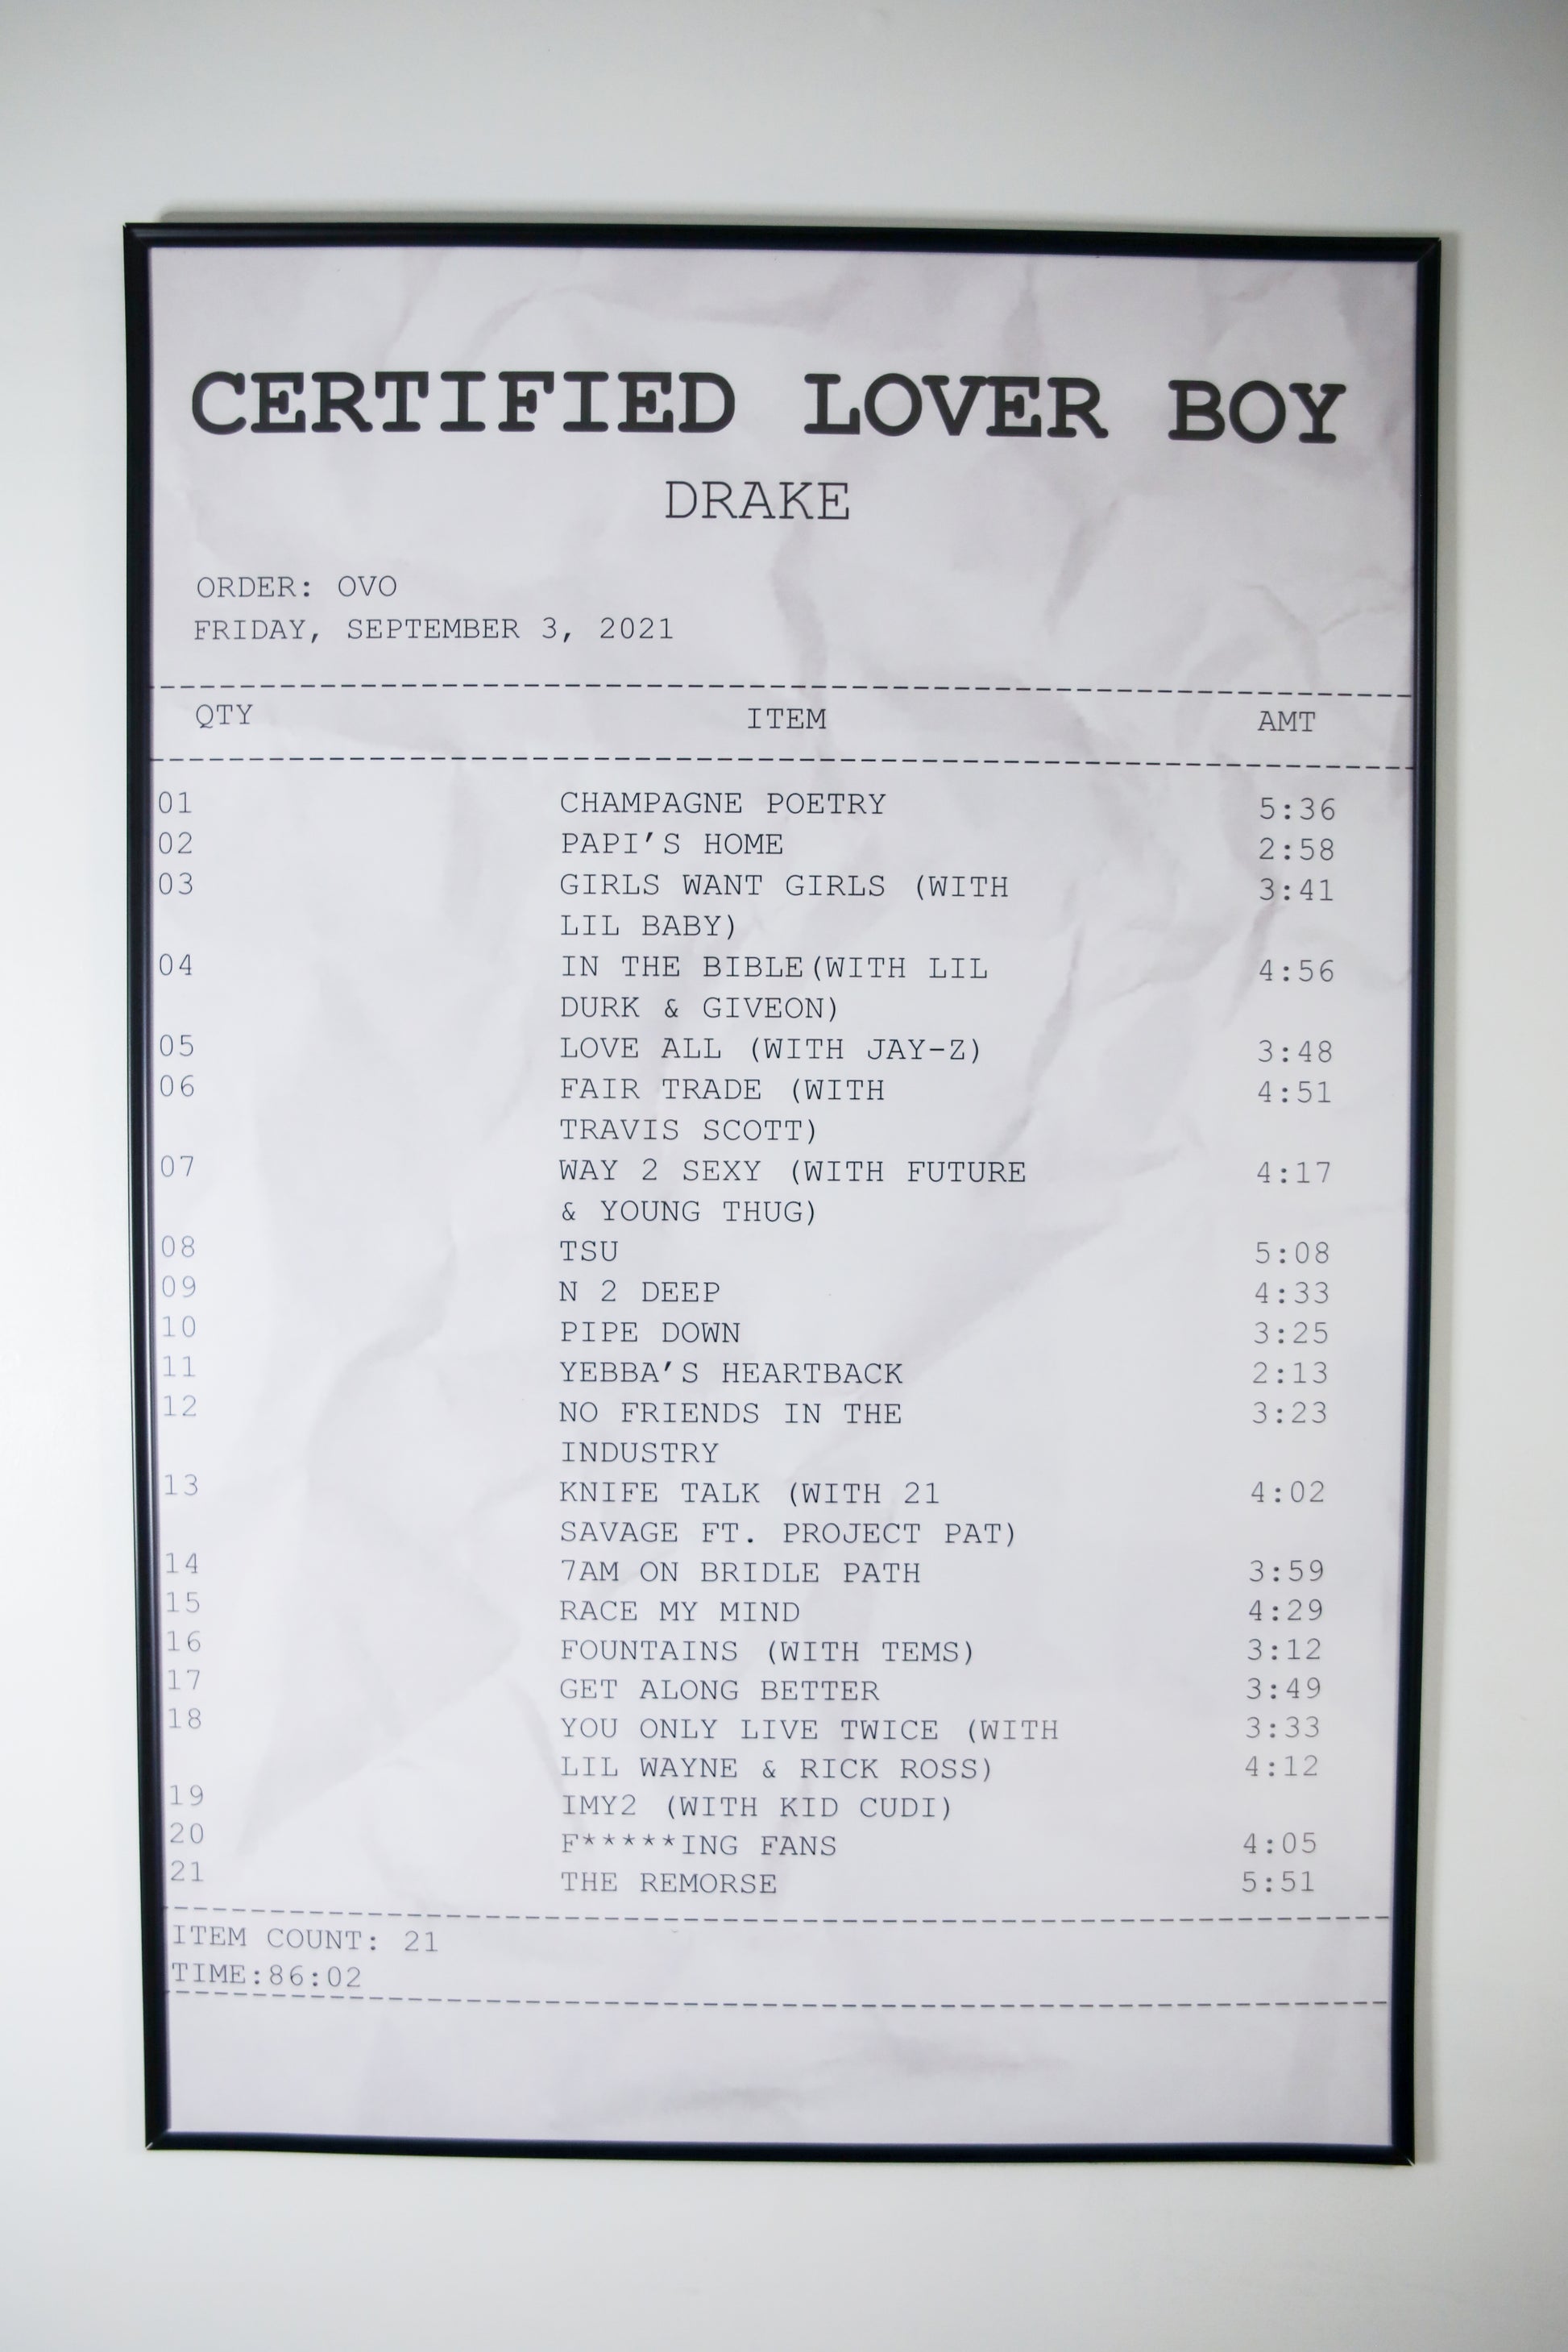 CERTIFIED LOVER BOY
DRAKE
ORDER: OVO
FRIDAY, SEPTEMBER 3, 2021
QTY ITEM AMT
01 CHAMPAGNE POETRY 5:36
02 PAPI'S HOME 2:58
03 GIRLS WANT GIRLS (WITH 3:41
LIL BABY)
04 IN THE BIBLE(WITH LIL 4:56
DURK & GIVEON)
05 LOVE ALL (WITH JAY-Z) 3:48
06 FAIR TRADE (WITH 4:51
TRAVIS SCOTT)
07 WAY 2 SEXY (WITH FUTURE 4:17
& YOUNG THUG)
08 TSU 5:08
09 N 2 DEEP 4:33
10 PIPE DOWN 3:25
11 YEBBA'S HEARTBACK 2:13
12 NO FRIENDS IN THE 3:23
INDUSTRY
13 KNIFE TALK (WITH 21 4:02
SAVAGE FT. PROJECT PAT)
14 7AM ON BRIDLE PATH 3:59
15 RACE MY MIND 4:29
16 FOUNTAINS (WITH TEMS) 3:12
17 GET ALONG BETTER 3:49
18 YOU ONLY LIVE TWICE (WITH 3:33
LIL WAYNE & RICK ROSS) 4:12
19 IMY2 (WITH KID CUDI)
20 F*****ING FANS 4:05
21 THE REMORSE 5:51
ITEM COUNT: 21
TIME:86:02